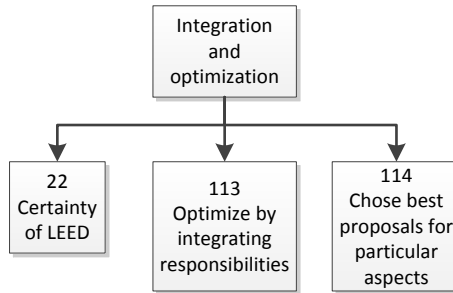 Integration
and
optimization
22
Certainty
of LEED
113
Optimize by
integrating
responsibilities
114
Chose best
proposals for
particular
aspects